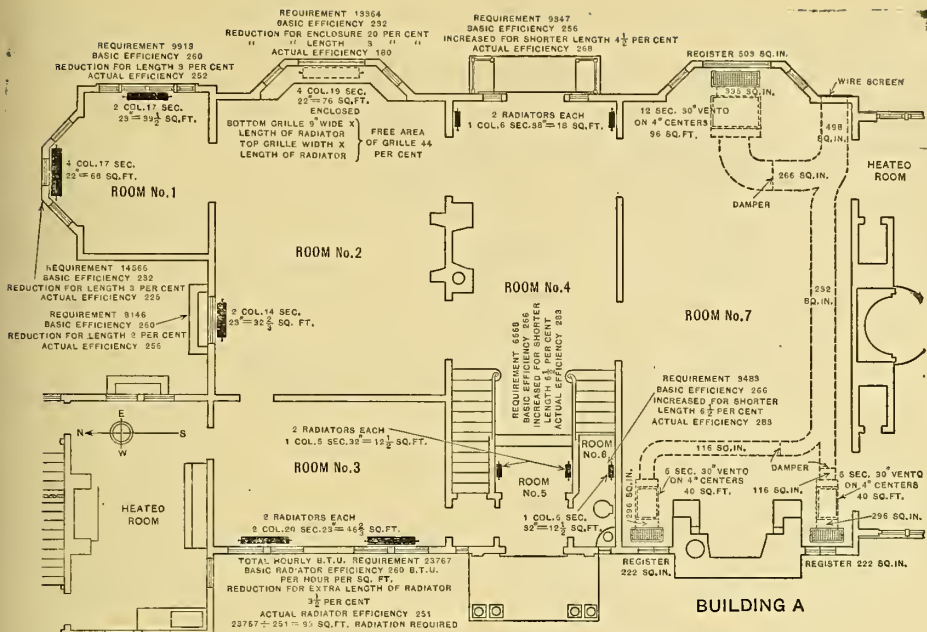 REQUIREMENT 13364
BASIC EFFICIENCY 232
REDUCTION FOR ENCLOSURE 20 PER CENT
" " LENGTH 3 " "
ACTUAL EFFICIENCY 180
REQUIREMENT 9347
BASIC EFFICIENCY 256
INCREASED FOR SHORTER LENGTH 4½ PER CENT
ACTUAL EFFICIENCY 268
REQUIREMENT 9913
BASIC EFFICIENCY 260
REDUCTION FOR LENGTH 3 PER CENT
ACTUAL EFFICIENCY 252
REGISTER 503 SQ.IN.
WIRE SCREEN
335 SQ.IN.
2 COL.17 SEC.
23"=39½ SQ.FT.
4 COL.19 SEC.
22"=76 SQ.FT.
ENCLOSED
BOTTOM GRILLE 9" WIDE X
LENGTH OF RADIATOR
TOP GRILLE WIDTH X
LENGTH OF RADIATOR
FREE AREA
OF GRILLE 44
PER CENT
2 RADIATORS EACH
1 COL.6 SEC.38"=18 SQ.FT.
12 SEC. 30" VENTO
ON 4" CENTERS
96 SQ.FT.
498
SQ.IN.
HEATED
ROOM
4 COL.17 SEC.
22"=68 SQ.FT.
ROOM No.1
266 SQ.IN.
DAMPER
ROOM No.2
REQUIREMENT 14566
BASIC EFFICIENCY 232
REDUCTION FOR LENGTH 3 PER CENT
ACTUAL EFFICIENCY 225
REQUIREMENT 8146
BASIC EFFICIENCY 260
REDUCTION FOR LENGTH 2 PER CENT
ACTUAL EFFICIENCY 255
2 COL.14 SEC.
23"=32⅔ SQ. FT.
ROOM No.4
ROOM No.7
232
SQ.IN.
REQUIREMENT 6568
BASIC EFFICIENCY 266
INCREASED FOR SHORTER
LENGTH 6½ PER CENT
ACTUAL EFFICIENCY 283
REQUIREMENT 3483
BASIC EFFICIENCY 266
INCREASED FOR SHORTER
LENGTH 6½ PER CENT
ACTUAL EFFICIENCY 283
E
N
S
W
2 RADIATORS EACH
1 COL.5 SEC.32"=12½ SQ.FT.
ROOM
No.6
116 SQ.IN.
DAMPER
ROOM No.3
ROOM
No.5
5 SEC. 30" VENTO
ON 4" CENTERS
40 SQ.FT.
116 SQ.IN.
5 SEC. 30" VENTO
ON 4" CENTERS
40 SQ.FT.
HEATED
ROOM
296 SQ.IN.
296 SQ.IN.
2 RADIATORS EACH
2 COL.20 SEC.23"=46⅔ SQ.FT.
1 COL.5 SEC.
32"=12½ SQ.FT.
TOTAL HOURLY B.T.U. REQUIREMENT 23767
BASIC RADIATOR EFFICIENCY 260 B.T.U.
PER HOUR PER SQ. FT.
REDUCTION FOR EXTRA LENGTH OF RADIATOR
3½ PER CENT
ACTUAL RADIATOR EFFICIENCY 251
23767÷251=95 SQ.FT. RADIATION REQUIRED
REGISTER
222 SQ.IN.
REGISTER 222 SQ.IN.
BUILDING A